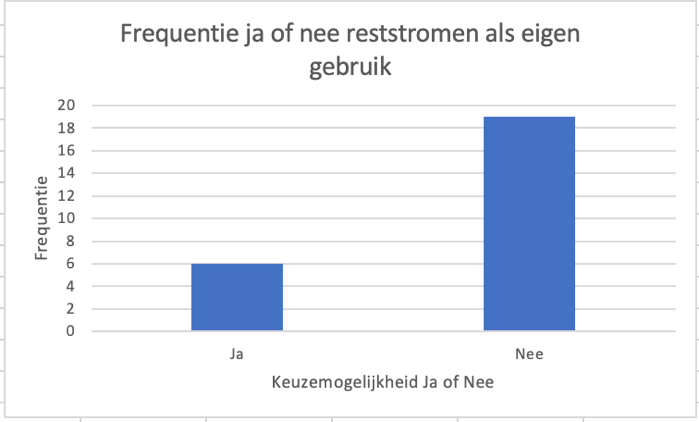 Frequentie ja of nee reststromen als eigen
gebruik
20
18
16
14
12
10
8
6
4
2
0
Frequentie
Ja
Nee
Keuzemogelijkheid Ja of Nee